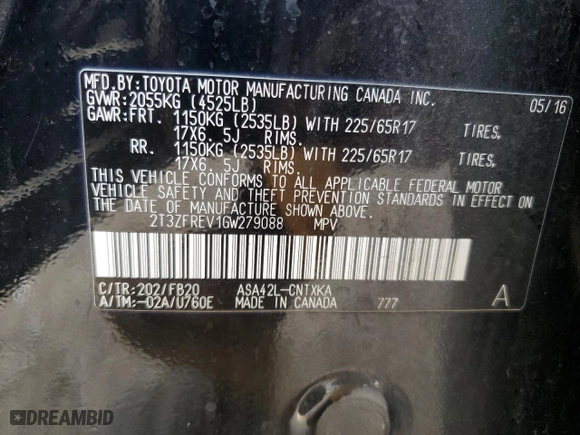 MFD.BY:TOYOTA MOTOR MANUFACTURING CANADA INC.
GVWR:2055KG (4525LB) 05/16
GAWR:FRT. 1150KG (2535LB) WITH 225/65R17 TIRES,
17X6. 5J RIMS.
RR. 1150KG (2535LB) WITH 225/65R17 TIRES,
17X6. 5J RIMS.
THIS VEHICLE CONFORMS TO ALL APPLICABLE FEDERAL MOTOR
VEHICLE SAFETY AND THEFT PREVENTION STANDARDS IN EFFECT ON
THE DATE OF MANUFACTURE SHOWN ABOVE.
2T3ZFREV1GW279088 MPV
C/TR:202/FB20 ASA42L-CNTXKA
A/TM:-02A/U760E MADE IN CANADA 777 A
DREAMBID